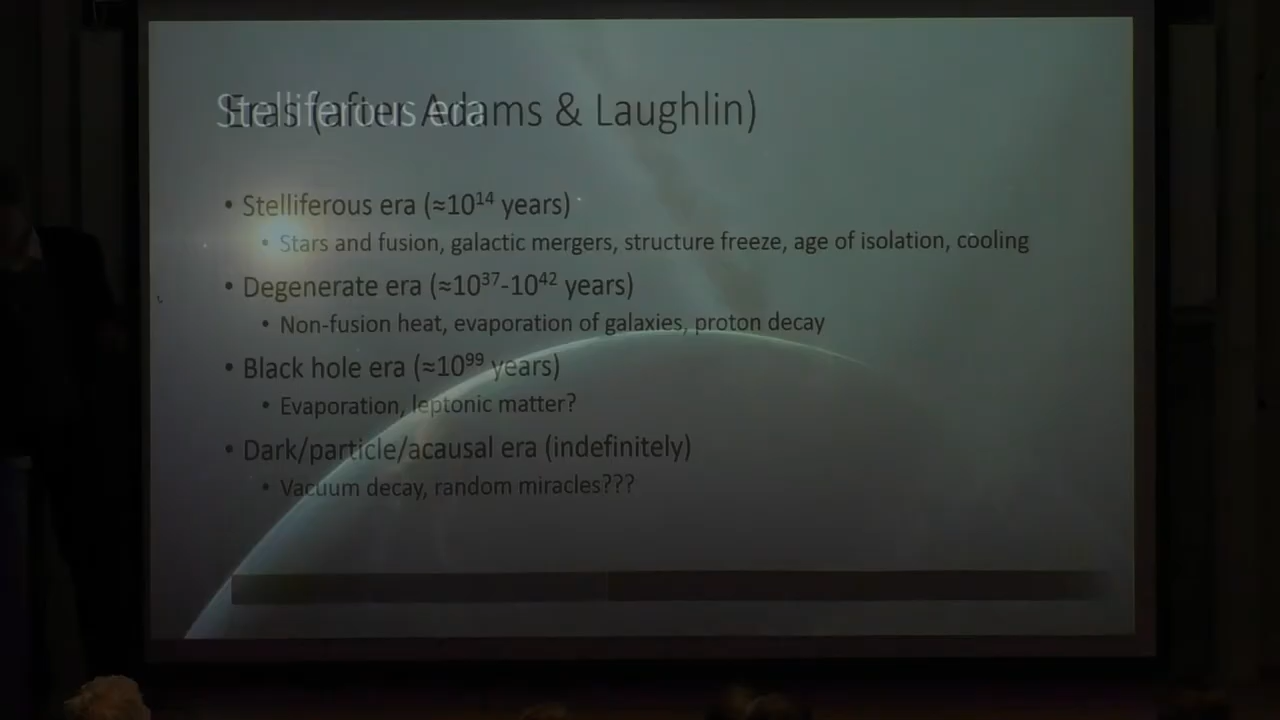 Stelliferous era
Eras (after Adams & Laughlin)
• Stelliferous era (≈10¹⁴ years)
• Stars and fusion, galactic mergers, structure freeze, age of isolation, cooling
• Degenerate era (≈10³⁷-10⁴² years)
• Non-fusion heat, evaporation of galaxies, proton decay
• Black hole era (≈10⁹⁹ years)
• Evaporation, leptonic matter?
• Dark/particle/acausal era (indefinitely)
• Vacuum decay, random miracles???